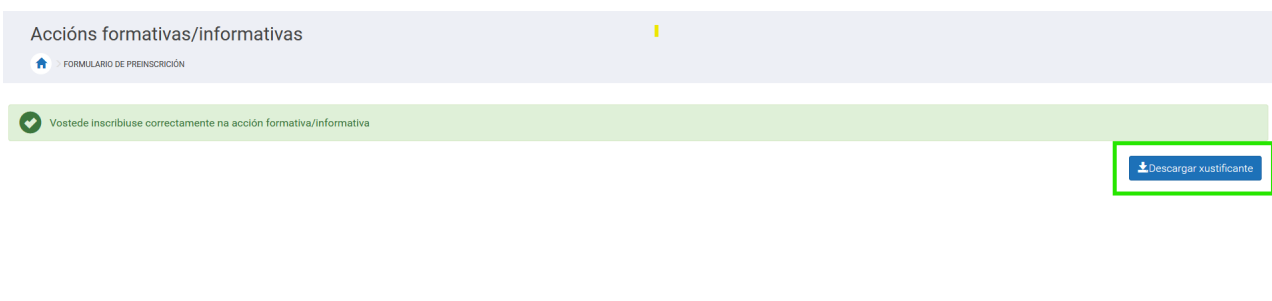 Accións formativas/informativas
FORMULARIO DE PREINSCRICIÓN
Vostede inscribiuse correctamente na acción formativa/informativa
Descargar xustificante